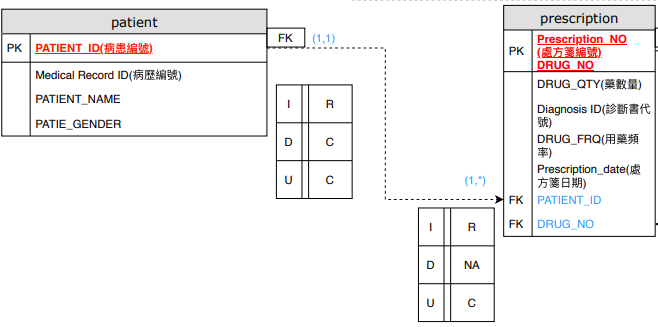 patient
PK PATIENT_ID(病患編號)
Medical Record ID(病歷編號)
PATIENT_NAME
PATIE_GENDER
FK (1,1)
I R
D C
U C
(1,*)
I R
D NA
U C
prescription
PK Prescription_NO
(處方箋編號)
DRUG_NO
DRUG_QTY(藥數量)
Diagnosis ID(診斷書代
號)
DRUG_FRQ(用藥頻
率)
Prescription_date(處
方箋日期)
FK PATIENT_ID
FK DRUG_NO